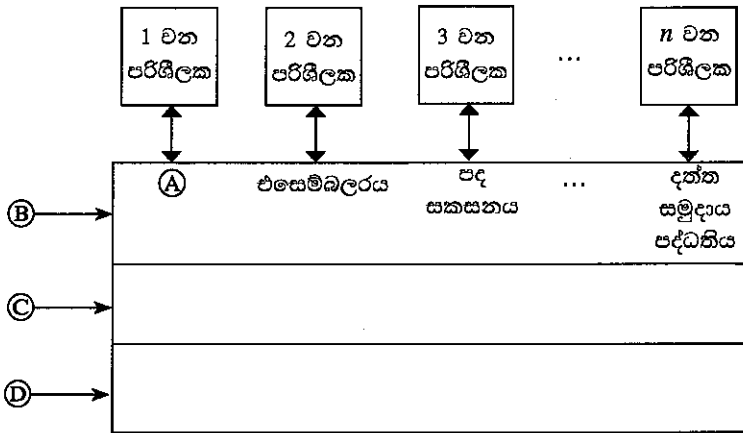 1 වන
පරිශීලක
2 වන
පරිශීලක
3 වන
පරිශීලක
...
n වන
පරිශීලක
Ⓐ
එසෙම්බලරය
පද
සකසනය
...
දත්ත
සමුදාය
පද්ධතිය
Ⓑ
Ⓒ
Ⓓ